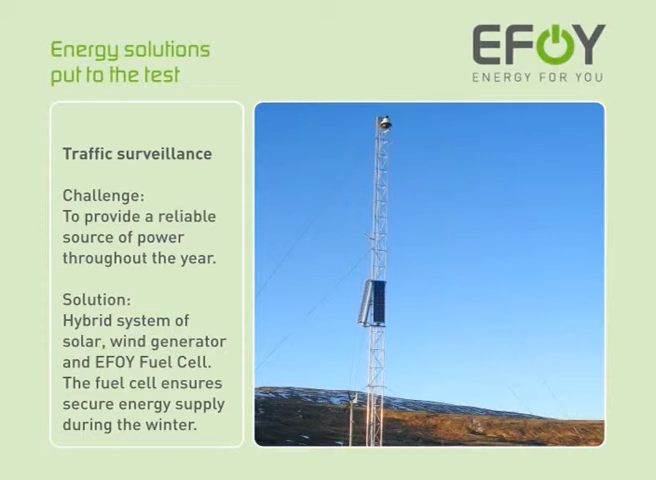 Energy solutions
put to the test
EFOY
ENERGY FOR YOU
Traffic surveillance
Challenge:
To provide a reliable
source of power
throughout the year.
Solution:
Hybrid system of
solar, wind generator
and EFOY Fuel Cell.
The fuel cell ensures
secure energy supply
during the winter.